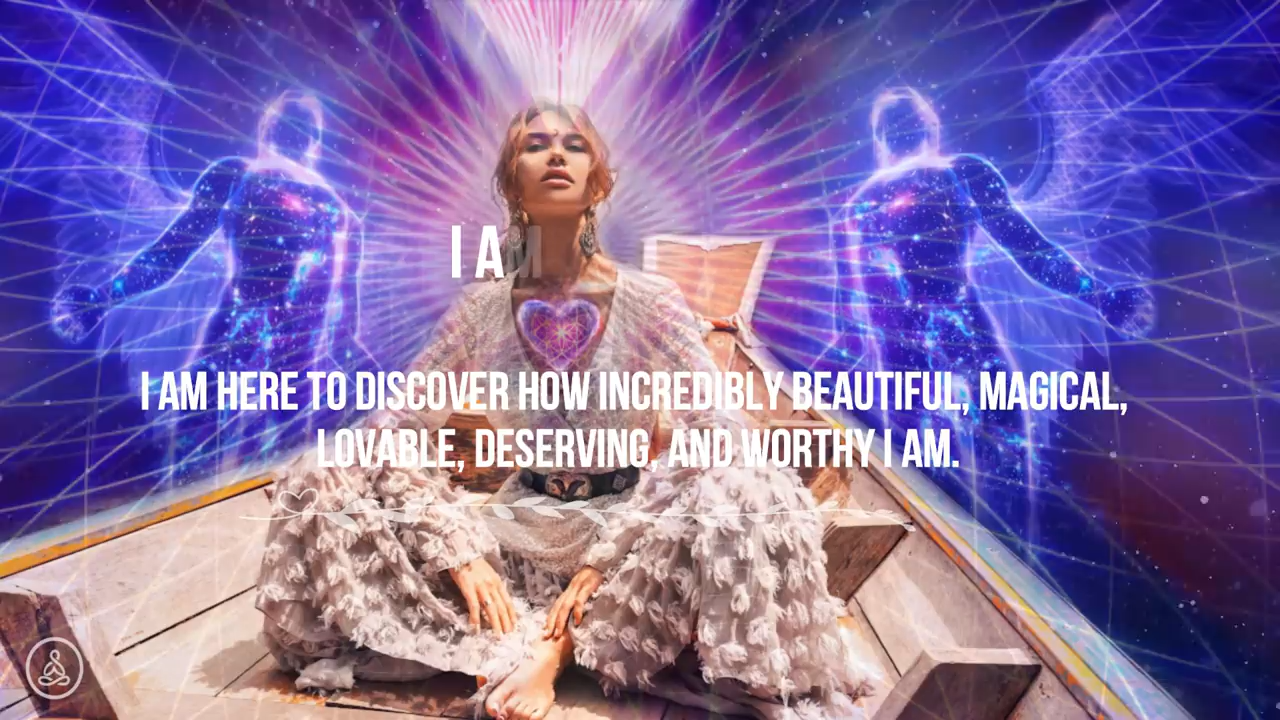 I AM
I AM HERE TO DISCOVER HOW INCREDIBLY BEAUTIFUL, MAGICAL,
LOVABLE, DESERVING, AND WORTHY I AM.